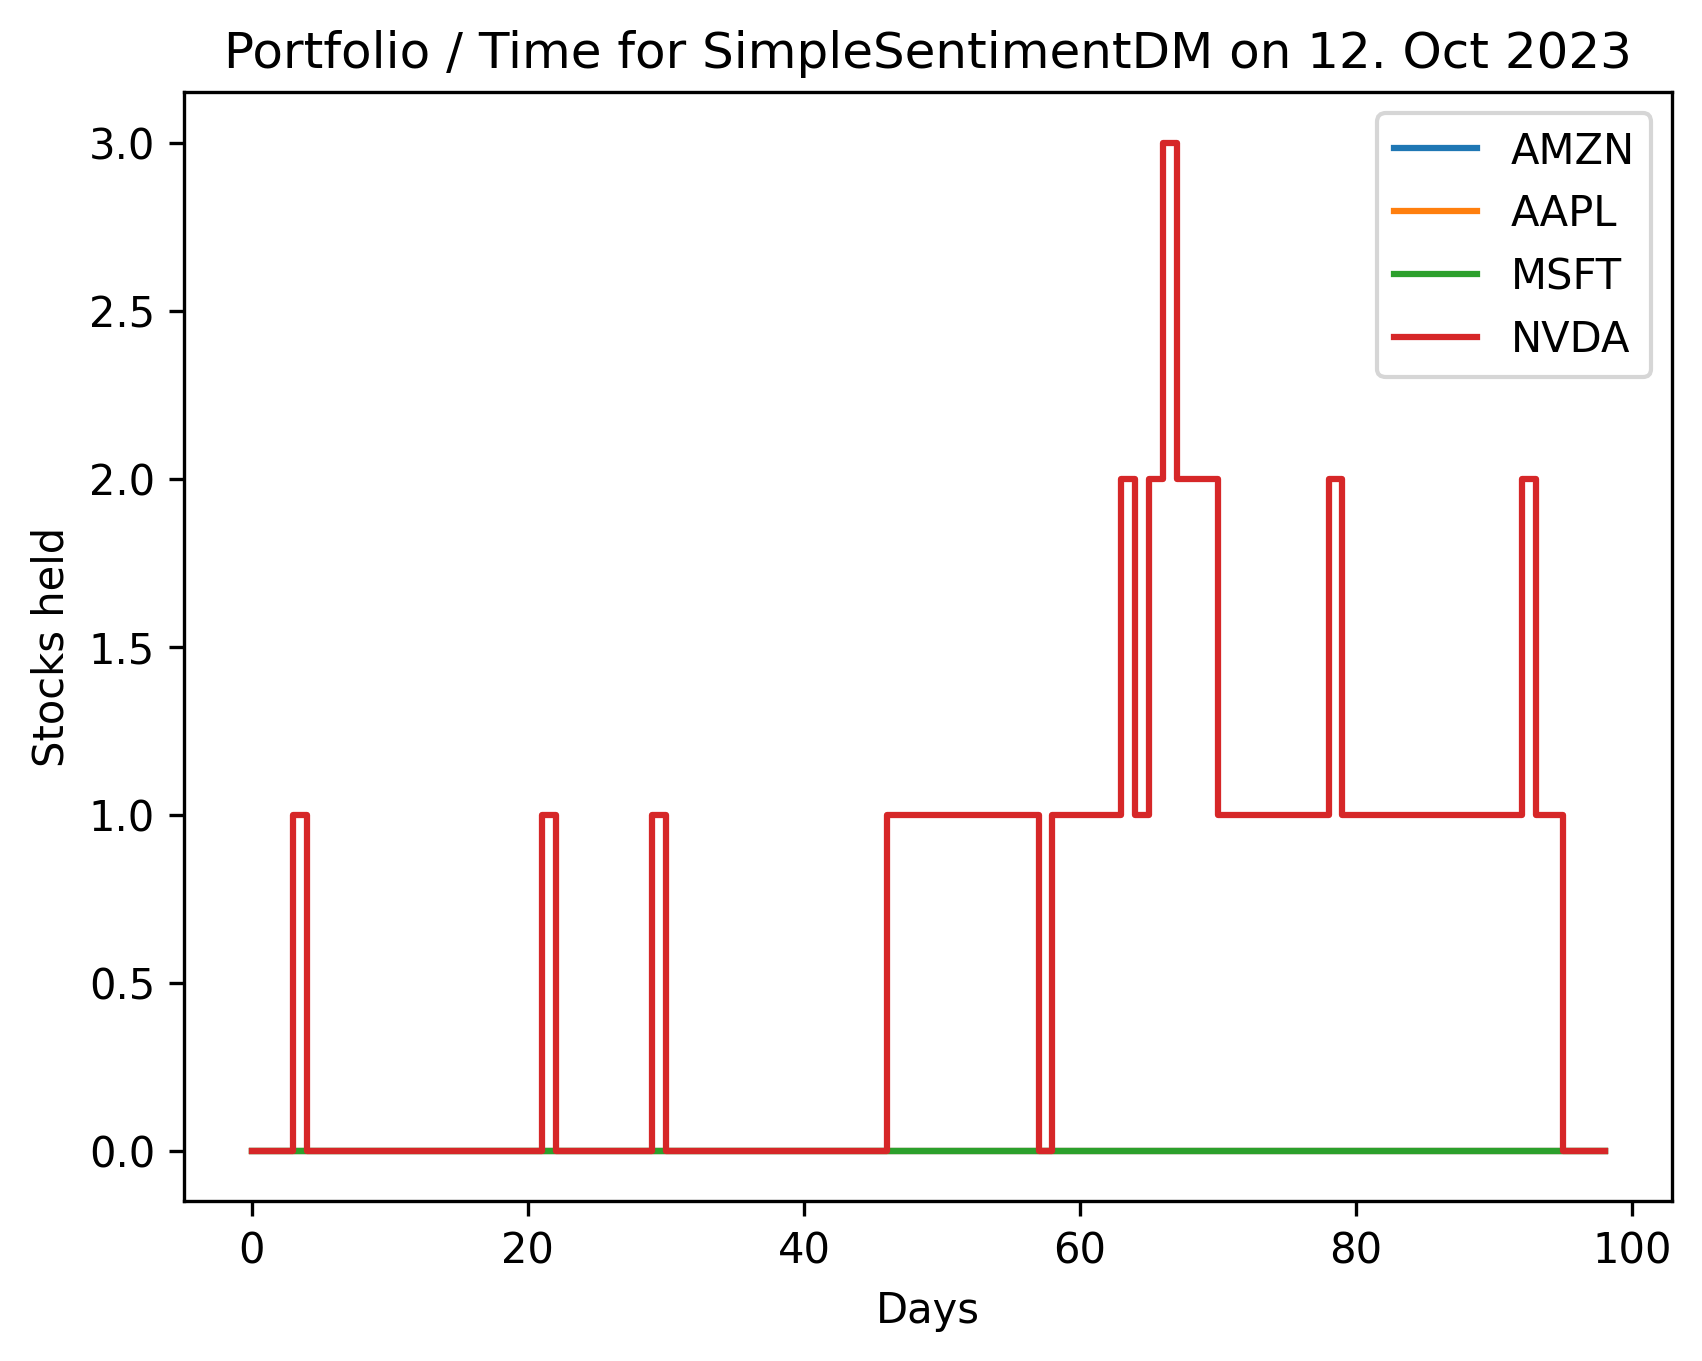 Portfolio / Time for SimpleSentimentDM on 12. Oct 2023
AMZN
AAPL
MSFT
NVDA
3.0
2.5
2.0
1.5
1.0
0.5
0.0
Stocks held
0 20 40 60 80 100
Days